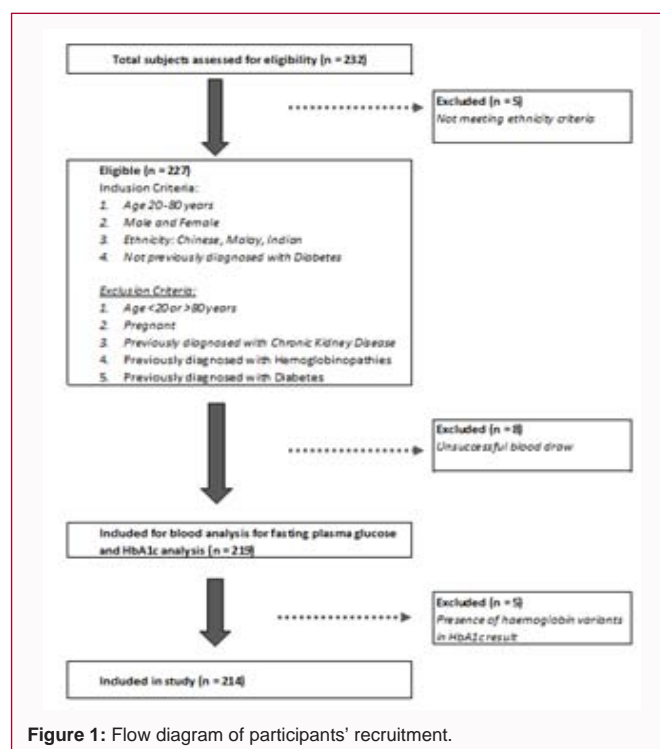 Total subjects assessed for eligibility (n = 232)
Excluded (n = 5)
Not meeting ethnicity criteria
Eligible (n = 227)
Inclusion Criteria:
1. Age 20-80 years
2. Male and Female
3. Ethnicity: Chinese, Malay, Indian
4. Not previously diagnosed with Diabetes
Exclusion Criteria:
1. Age <20 or >80 years
2. Pregnant
3. Previously diagnosed with Chronic Kidney Disease
4. Previously diagnosed with Hemoglobinopathies
5. Previously diagnosed with Diabetes
Excluded (n = 8)
Unsuccessful blood draw
Included for blood analysis for fasting plasma glucose
and HbA1c analysis (n = 219)
Excluded (n = 5)
Presence of haemoglobin variants
in HbA1c result
Included in study (n = 214)
Figure 1: Flow diagram of participants' recruitment.